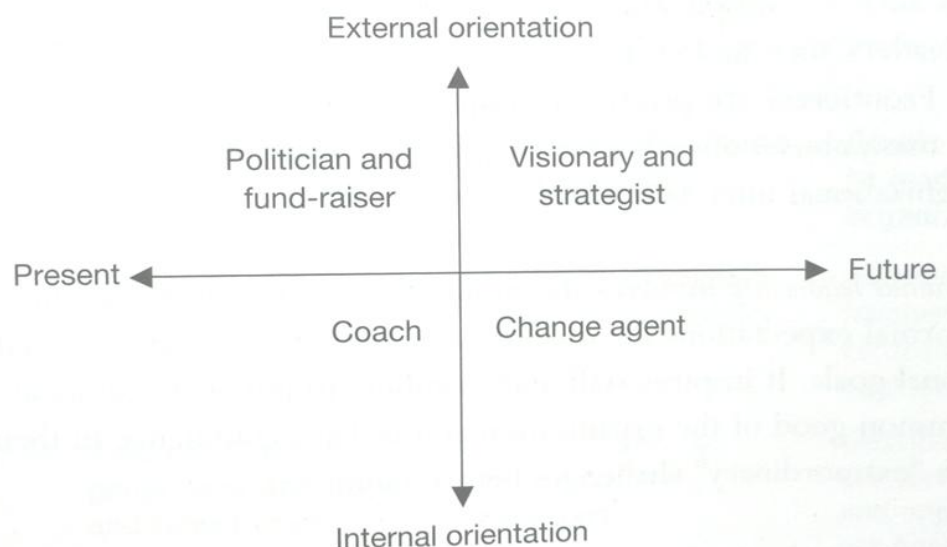 External orientation
Politician and
fund-raiser
Visionary and
strategist
Present
Future
Coach
Change agent
Internal orientation